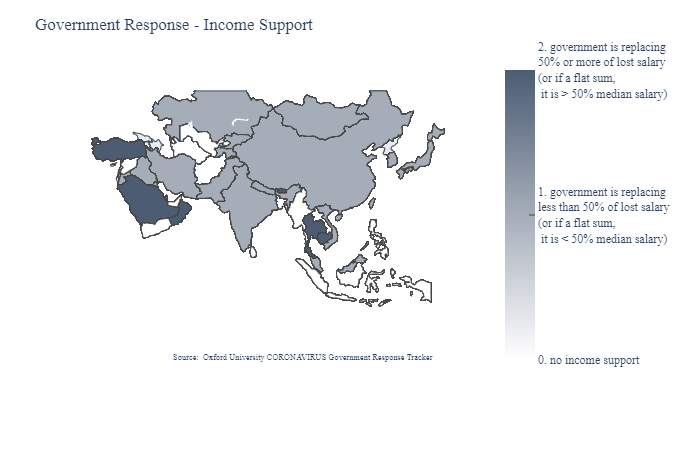 Government Response - Income Support
2. government is replacing
50% or more of lost salary
(or if a flat sum,
it is > 50% median salary)
1. government is replacing
less than 50% of lost salary
(or if a flat sum,
it is < 50% median salary)
0. no income support
Source: Oxford University CORONAVIRUS Government Response Tracker